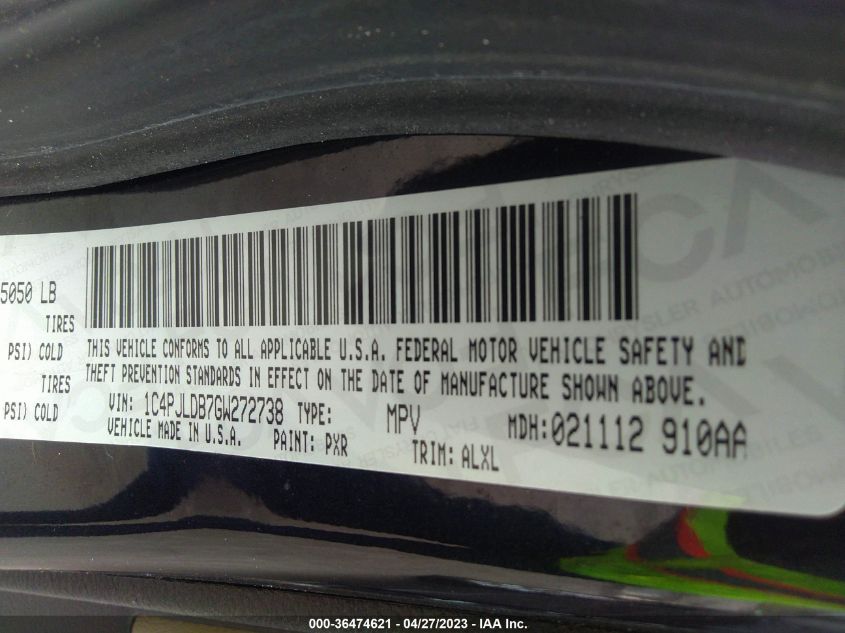 5050 LB
TIRES
PSI) COLD
TIRES
PSI) COLD
THIS VEHICLE CONFORMS TO ALL APPLICABLE U.S.A. FEDERAL MOTOR VEHICLE SAFETY AND
THEFT PREVENTION STANDARDS IN EFFECT ON THE DATE OF MANUFACTURE SHOWN ABOVE.
VIN: 1C4PJLDB7GW272738 TYPE: MPV MDH:021112 910AA
VEHICLE MADE IN U.S.A. PAINT: PXR TRIM: ALXL
000-36474621 - 04/27/2023 - IAA Inc.